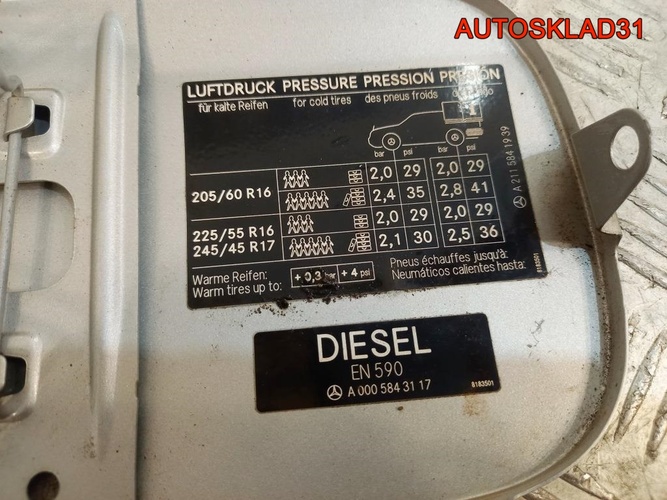 AUTOSKLAD31
LUFTDRUCK PRESSURE PRESSION PRESIÓN
für kalte Reifen for cold tires des pneus froids
bar psi bar psi
205/60 R16 2,0 29 2,0 29
2,4 35 2,8 41
225/55 R16 2,0 29 2,0 29
245/45 R17 2,1 30 2,5 36
Warme Reifen: + 0,3 bar + 4 psi Pneus échauffes jusqu'à:
Warm tires up to: Neumáticos calientes hasta:
A 211 584 19 39
8183501
DIESEL
EN 590
A 000 584 31 17 8183501